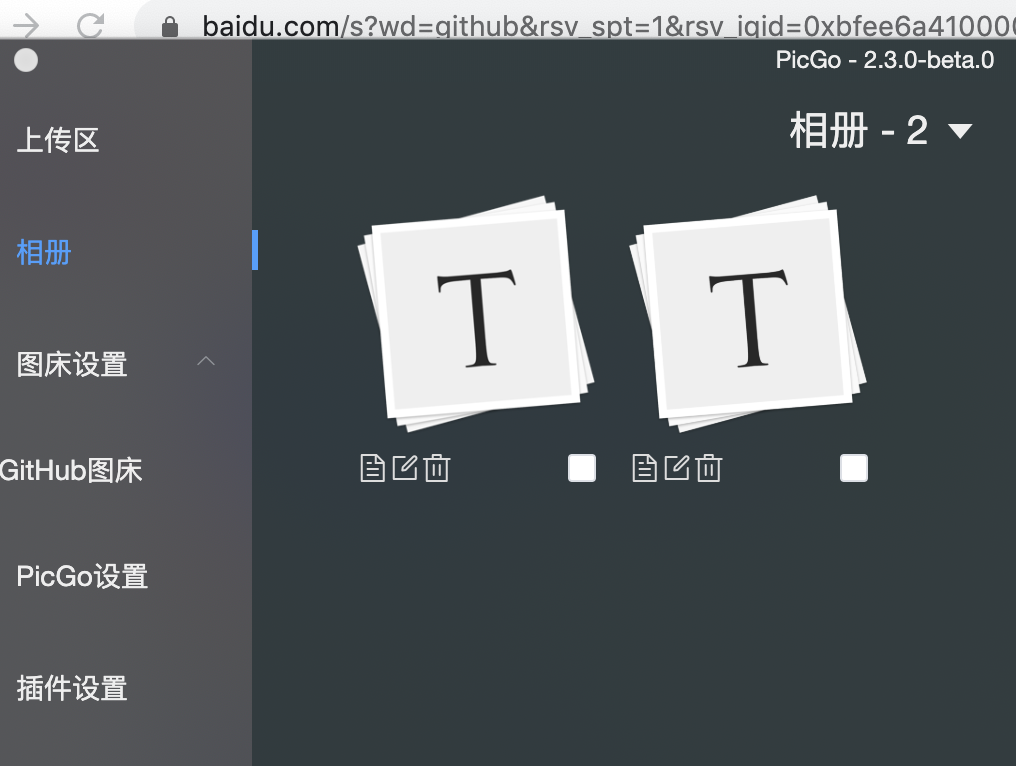 baidu.com/s?wd=github&rsv_spt=1&rsv_iqid=0xbfee6a41000
PicGo - 2.3.0-beta.0
相册 - 2
上传区
相册
图床设置
GitHub图床
PicGo设置
插件设置
T
T